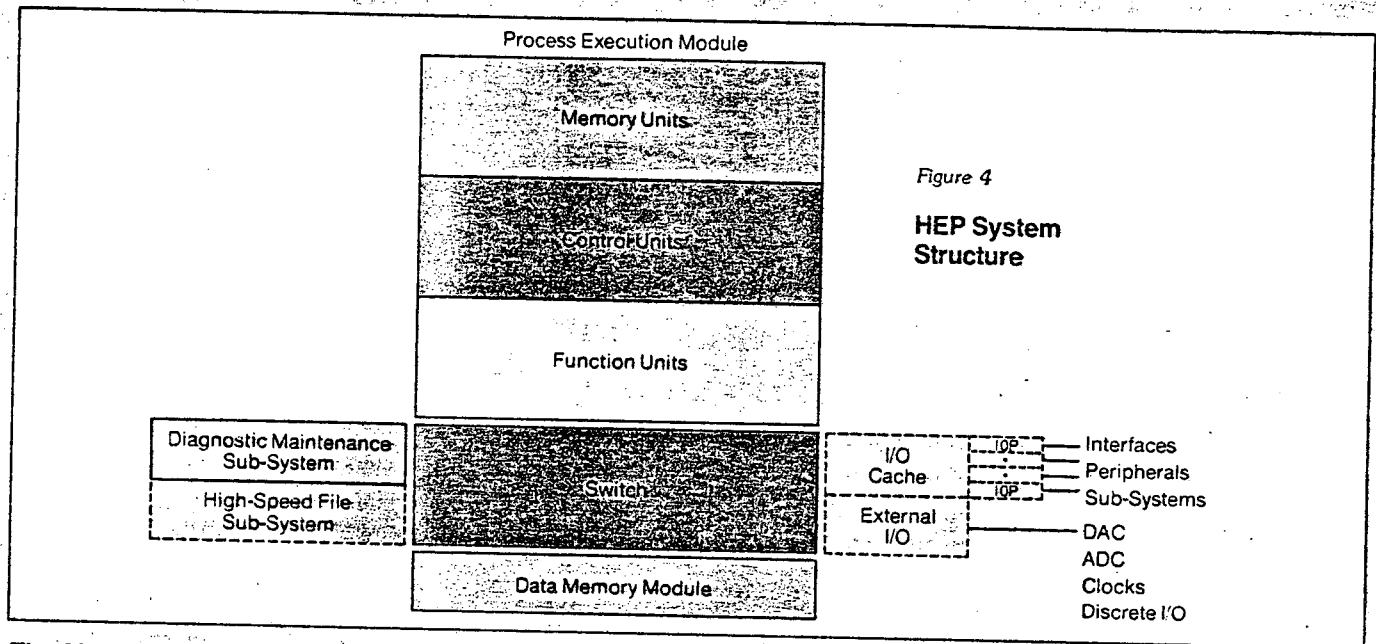 Process Execution Module
Memory Units
Figure 4
HEP System
Structure
Control Units
Function Units
Diagnostic Maintenance
Sub-System
High-Speed File
Sub-System
Switch
I/O
Cache
External
I/O
IOP
IOP
Interfaces
Peripherals
Sub-Systems
DAC
ADC
Clocks
Discrete I/O
Data Memory Module